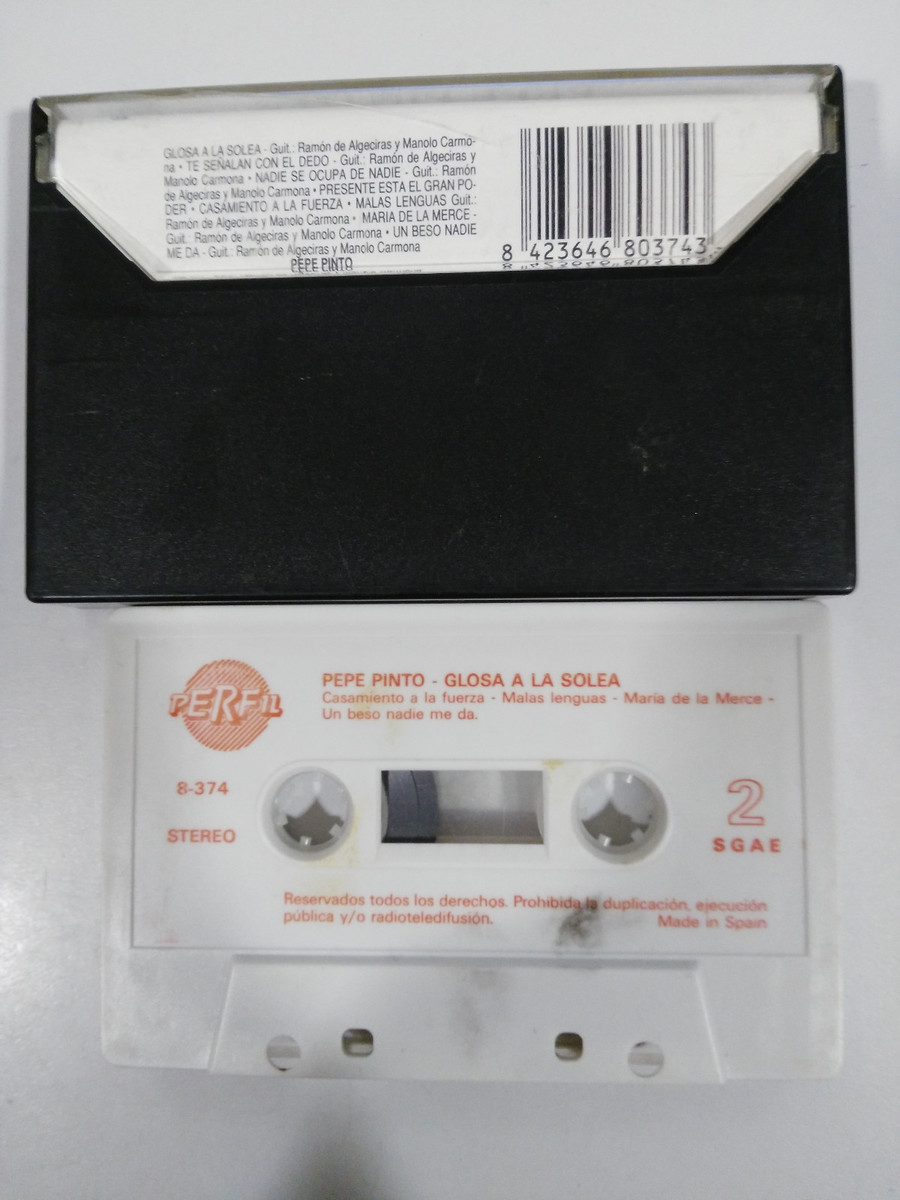 GLOSA A LA SOLEA - Guit.: Ramón de Algeciras y Manolo Carmo-
na • TE SEÑALAN CON EL DEDO - Guit.: Ramón de Algeciras y
Manolo Carmona • NADIE SE OCUPA DE NADIE - Guit.: Ramón
de Algeciras y Manolo Carmona • PRESENTE ESTA EL GRAN PO-
DER • CASAMIENTO A LA FUERZA • MALAS LENGUAS Guit.:
Ramón de Algeciras y Manolo Carmona • MARIA DE LA MERCE -
Guit.: Ramón de Algeciras y Manolo Carmona • UN BESO NADIE
ME DA - Guit.: Ramón de Algeciras y Manolo Carmona
PEPE PINTO
8 423646 803743
PERFIL
PEPE PINTO - GLOSA A LA SOLEA
Casamiento a la fuerza - Malas lenguas - María de la Merce -
Un beso nadie me da.
8-374
STEREO
2
SGAE
Reservados todos los derechos. Prohibida la duplicación, ejecución
pública y/o radioteledifusión.
Made in Spain